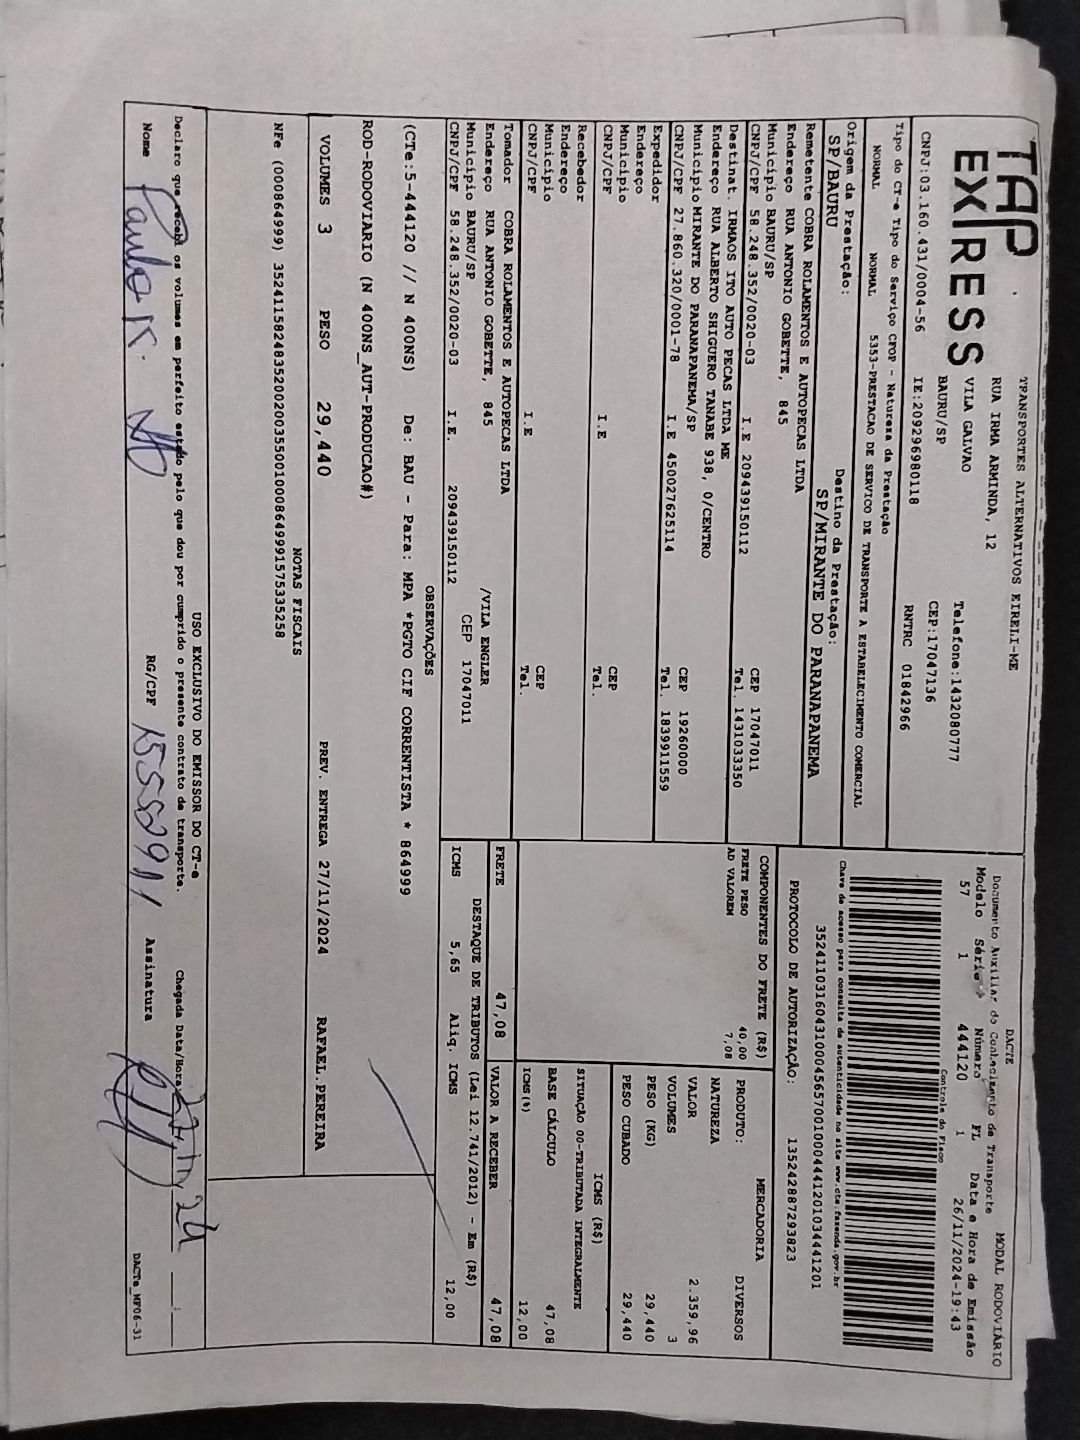 TAP
EXPRESS
TRANSPORTES ALTERNATIVOS EIRELI-ME
RUA IRMA ARMINDA, 12
VILA GALVAO
BAURU/SP
Telefone:1432080777
CEP:17047136
CNPJ:03.160.431/0004-56
IE:209296980118
RNTRC 01842966
DACTE
Documento Auxiliar do Conhecimento de Transporte
MODAL RODOVIÁRIO
Modelo Série Número FL Data e Hora de Emissão
57 1 444120 1 26/11/2024-19:43
Controle do Fisco
Chave de acesso para consulta de autenticidade no site www.cte.fazenda.gov.br
PROTOCOLO DE AUTORIZAÇÃO: 135242887293823
Tipo do CT-e Tipo do Serviço CFOP - Natureza da Prestação
NORMAL NORMAL 5353-PRESTACAO DE SERVICO DE TRANSPORTE A ESTABELECIMENTO COMERCIAL
Origem da Prestação: Destino da Prestação:
SP/BAURU SP/MIRANTE DO PARANAPANEMA
Remetente COBRA ROLAMENTOS E AUTOPECAS LTDA
Endereço RUA ANTONIO GOBETTE, 845
Município BAURU/SP CEP 17047011
CNPJ/CPF 58.248.352/0020-03 I.E 209439150112 Tel. 1431033350
Destinat. IRMAOS ITO AUTO PECAS LTDA ME
Endereço RUA ALBERTO SHIGUERO TANABE 938, 0/CENTRO
Município MIRANTE DO PARANAPANEMA/SP CEP 19260000
CNPJ/CPF 27.860.320/0001-78 I.E 450027625114 Tel. 1839911559
Expedidor
Endereço
Município CEP
CNPJ/CPF I.E Tel.
Recebedor
Endereço
Município CEP
CNPJ/CPF I.E Tel.
Tomador COBRA ROLAMENTOS E AUTOPECAS LTDA
Endereço RUA ANTONIO GOBETTE, 845 /VILA ENGLER
Município BAURU/SP CEP 17047011
CNPJ/CPF 58.248.352/0020-03 I.E. 209439150112
COMPONENTES DO FRETE (R$)
FRETE PESO 40,00
AD VALOREM 7,08
MERCADORIA
PRODUTO: DIVERSOS
NATUREZA
VALOR 2.359,96
VOLUMES 3
PESO (KG) 29,440
PESO CUBADO 29,440
ICMS (R$)
SITUAÇÃO 00-TRIBUTADA INTEGRALMENTE
BASE CÁLCULO 47,08
ICMS(%) 12,00
FRETE 47,08 VALOR A RECEBER 47,08
DESTAQUE DE TRIBUTOS (Lei 12.741/2012) - Em (R$)
ICMS 5,65 Aliq. ICMS 12,00
OBSERVAÇÕES
(CTe:5-444120 // N 400NS) De: BAU - Para: MPA *PGTO CIF CORRENTISTA * 864999
ROD-RODOVIARIO (N 400NS_AUT-PRODUCAO#)
VOLUMES 3 PESO 29,440 PREV. ENTREGA 27/11/2024 RAFAEL.PEREIRA
NOTAS FISCAIS
NFe (000864999) 35241158248352002003550010008649991575335258
USO EXCLUSIVO DO EMISSOR DO CT-e
Declaro que recebi os volumes em perfeito estado pelo que dou por cumprido o presente contrato de transporte. Chegada Data/Hora
Nome RG/CPF Assinatura
DACTe_MF06-31